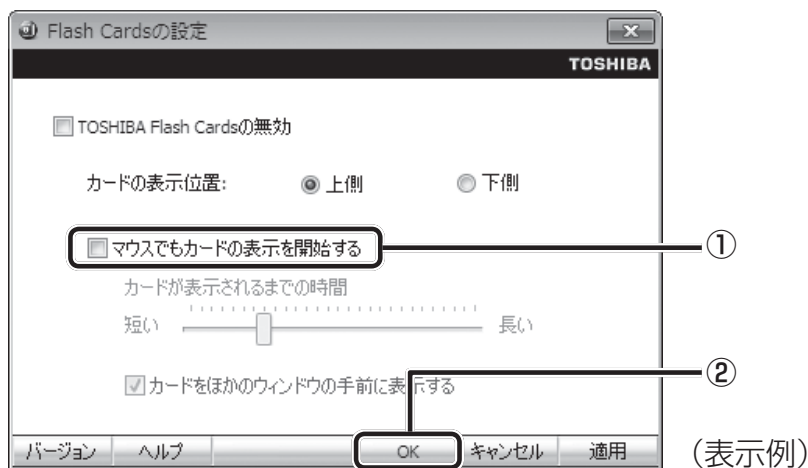 Flash Cardsの設定
TOSHIBA
TOSHIBA Flash Cardsの無効
カードの表示位置: 上側 下側
マウスでもカードの表示を開始する
①
カードが表示されるまでの時間
短い 長い
②
カードをほかのウィンドウの手前に表示する
バージョン ヘルプ OK キャンセル 適用
(表示例)